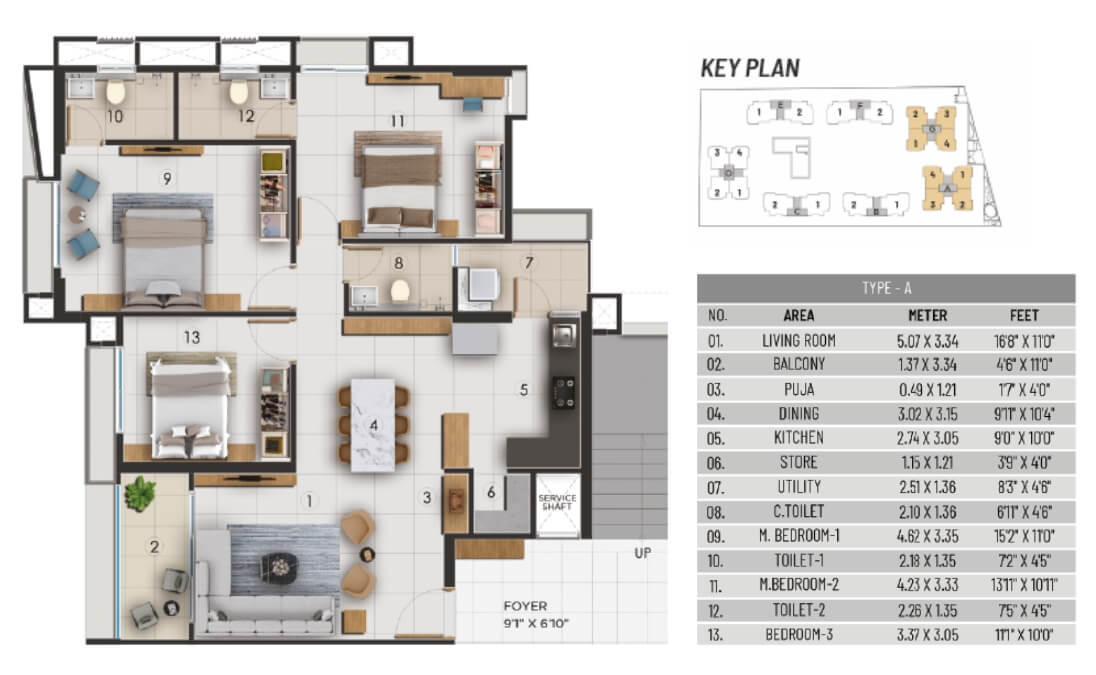 10
12
11
9
8
7
13
5
4
1
3
6
2
SERVICE
SHAFT
UP
FOYER
9'1" X 6'10"
KEY PLAN
1 E 2
1 F 2
2 3
G
1 4
3 4
D
2 1
2 C 1
2 B 1
4 1
A
3 2
TYPE - A
NO. AREA METER FEET
01. LIVING ROOM 5.07 X 3.34 16'8" X 11'0"
02. BALCONY 1.37 X 3.34 4'6" X 11'0"
03. PUJA 0.49 X 1.21 1'7" X 4'0"
04. DINING 3.02 X 3.15 9'11" X 10'4"
05. KITCHEN 2.74 X 3.05 9'0" X 10'0"
06. STORE 1.15 X 1.21 3'9" X 4'0"
07. UTILITY 2.51 X 1.36 8'3" X 4'6"
08. C.TOILET 2.10 X 1.36 6'11" X 4'6"
09. M. BEDROOM-1 4.62 X 3.35 15'2" X 11'0"
10. TOILET-1 2.18 X 1.35 7'2" X 4'5"
11. M.BEDROOM-2 4.23 X 3.33 13'11" X 10'11"
12. TOILET-2 2.26 X 1.35 7'5" X 4'5"
13. BEDROOM-3 3.37 X 3.05 11'1" X 10'0"